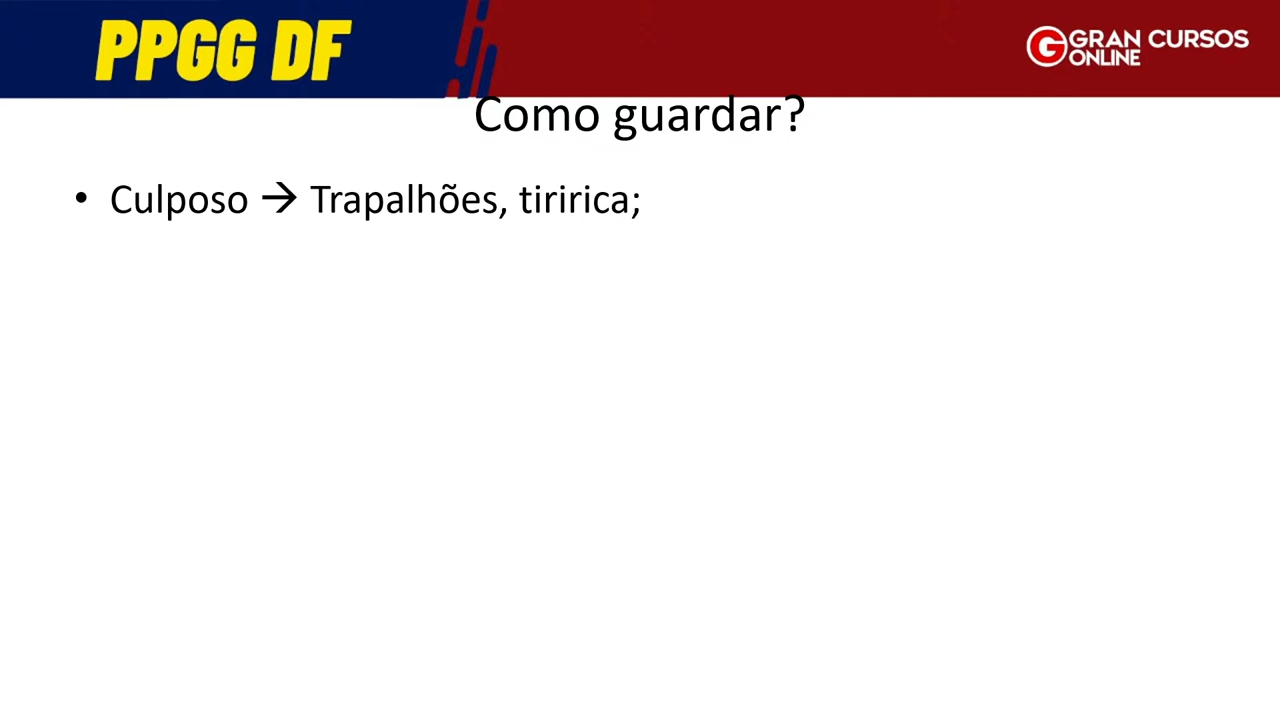 PPGG DF
GRAN CURSOS
ONLINE
Como guardar?
• Culposo → Trapalhões, tiririca;